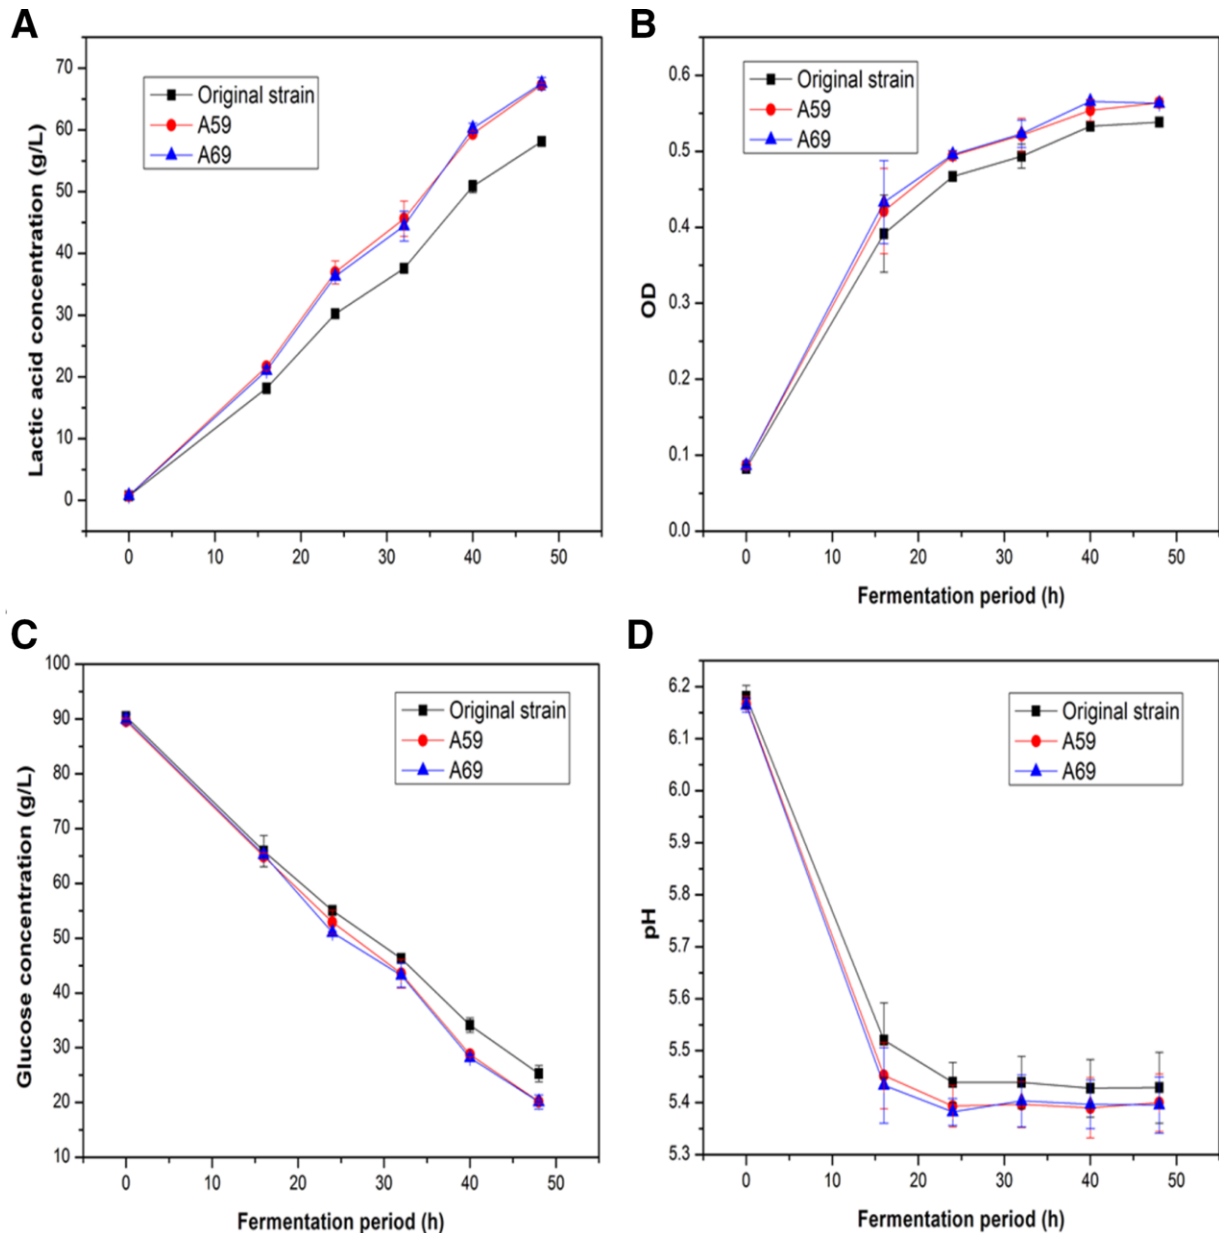 A
Lactic acid concentration (g/L)
70
60
50
40
30
20
10
0
Original strain
A59
A69
0 10 20 30 40 50
B
OD
0.6
0.5
0.4
0.3
0.2
0.1
0.0
Original strain
A59
A69
0 10 20 30 40 50
Fermentation period (h)
C
Glucose concentration (g/L)
100
90
80
70
60
50
40
30
20
10
Original strain
A59
A69
0 10 20 30 40 50
Fermentation period (h)
D
pH
6.2
6.1
6.0
5.9
5.8
5.7
5.6
5.5
5.4
5.3
Original strain
A59
A69
0 10 20 30 40 50
Fermentation period (h)